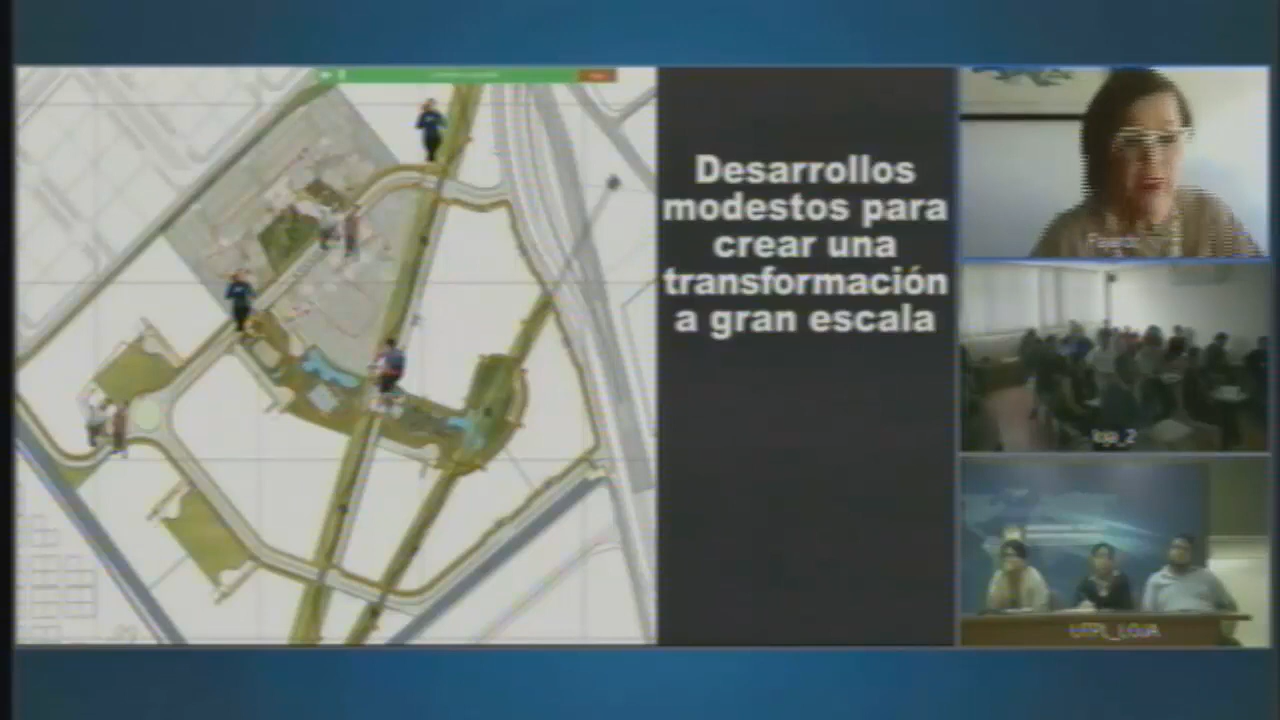 Desarrollos
modestos para
crear una
transformación
a gran escala
UTPL_LOJA